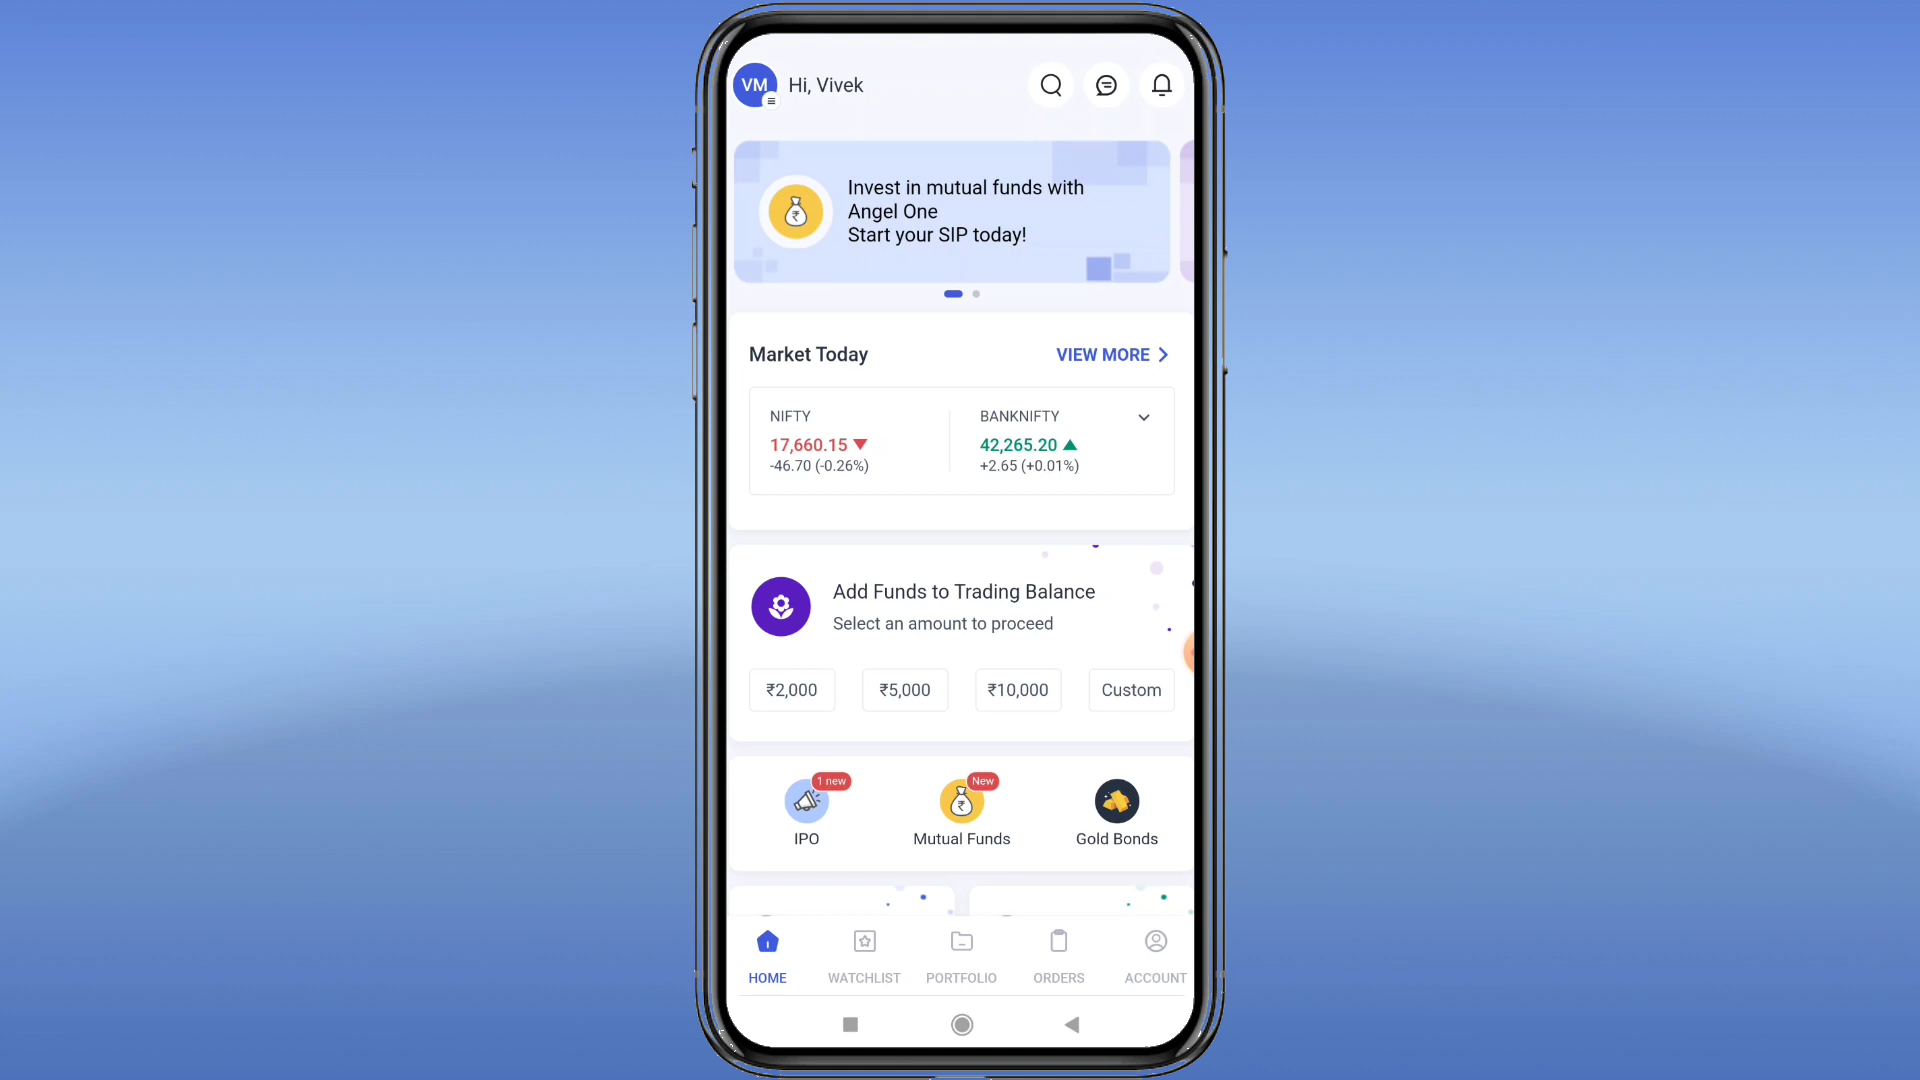 VM
Hi, Vivek
Invest in mutual funds with
Angel One
Start your SIP today!
Market Today
VIEW MORE
NIFTY
17,660.15
-46.70 (-0.26%)
BANKNIFTY
42,265.20
+2.65 (+0.01%)
Add Funds to Trading Balance
Select an amount to proceed
₹2,000
₹5,000
₹10,000
Custom
1 new
IPO
New
Mutual Funds
Gold Bonds
HOME
WATCHLIST
PORTFOLIO
ORDERS
ACCOUNT